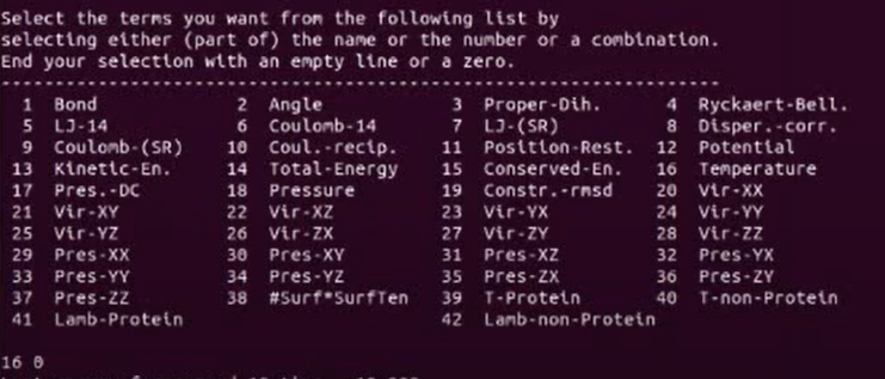 Select the terms you want from the following list by
selecting either (part of) the name or the number or a combination.
End your selection with an empty line or a zero.
-------------------------------------------------------------------
1 Bond 2 Angle 3 Proper-Dih. 4 Ryckaert-Bell.
5 LJ-14 6 Coulomb-14 7 LJ-(SR) 8 Disper.-corr.
9 Coulomb-(SR) 10 Coul.-recip. 11 Position-Rest. 12 Potential
13 Kinetic-En. 14 Total-Energy 15 Conserved-En. 16 Temperature
17 Pres.-DC 18 Pressure 19 Constr.-rmsd 20 Vir-XX
21 Vir-XY 22 Vir-XZ 23 Vir-YX 24 Vir-YY
25 Vir-YZ 26 Vir-ZX 27 Vir-ZY 28 Vir-ZZ
29 Pres-XX 30 Pres-XY 31 Pres-XZ 32 Pres-YX
33 Pres-YY 34 Pres-YZ 35 Pres-ZX 36 Pres-ZY
37 Pres-ZZ 38 #Surf*SurfTen 39 T-Protein 40 T-non-Protein
41 Lamb-Protein 42 Lamb-non-Protein
16 0